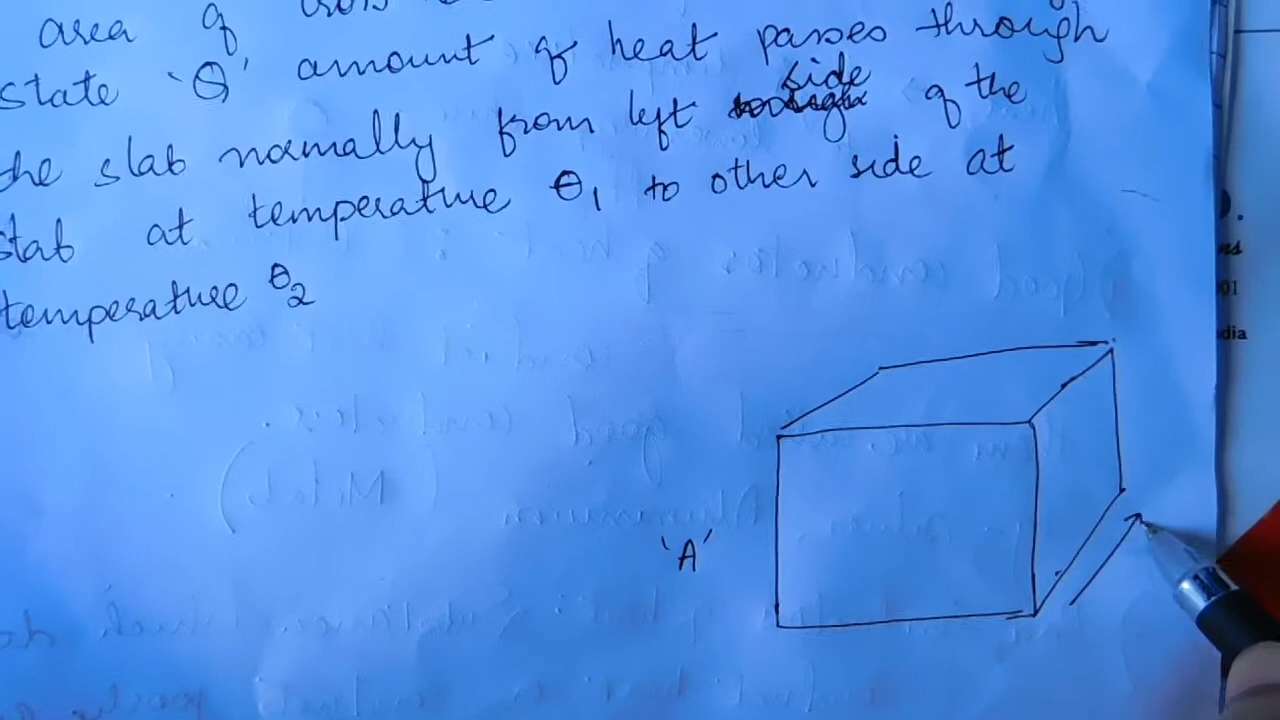 area of
state 'Q' amount of heat passes through
the slab normally from left side of the
slab at temperature θ₁ to other side at
temperature θ₂
'A'